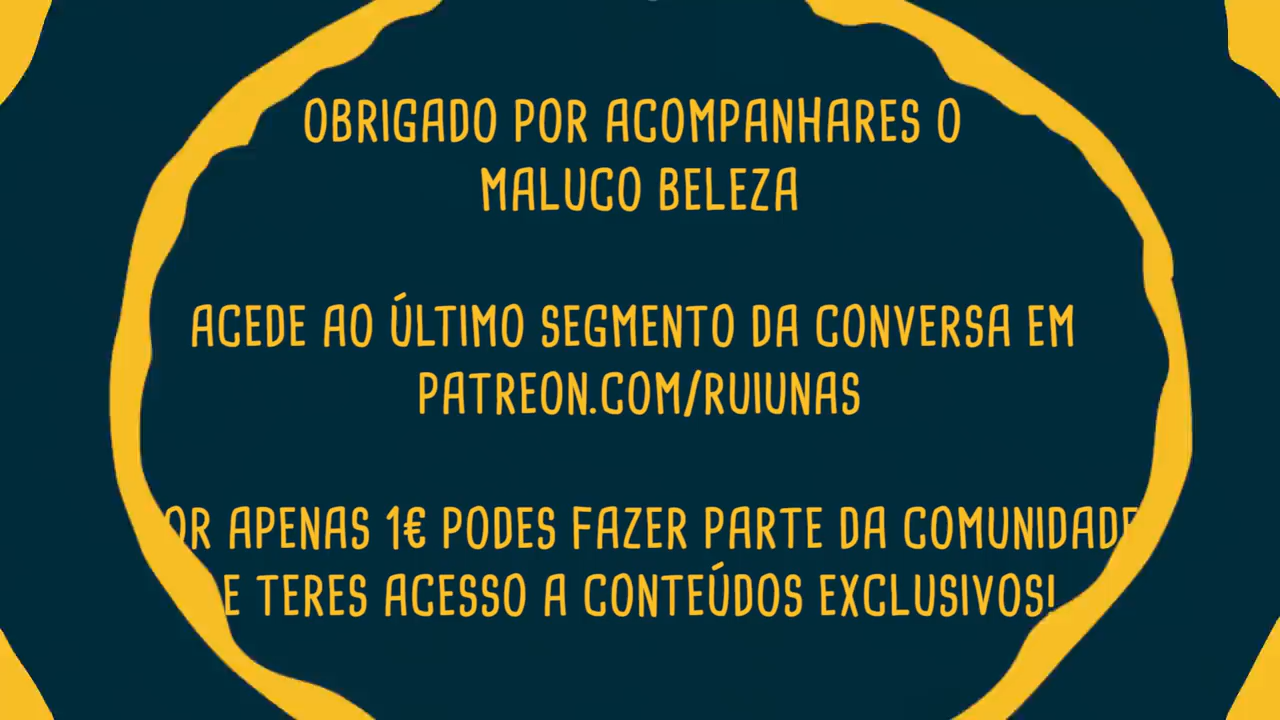 OBRIGADO POR ACOMPANHARES O
MALUCO BELEZA
ACEDE AO ÚLTIMO SEGMENTO DA CONVERSA EM
PATREON.COM/RUIUNAS
OR APENAS 1€ PODES FAZER PARTE DA COMUNIDADE
E TERES ACESSO A CONTEÚDOS EXCLUSIVOS!